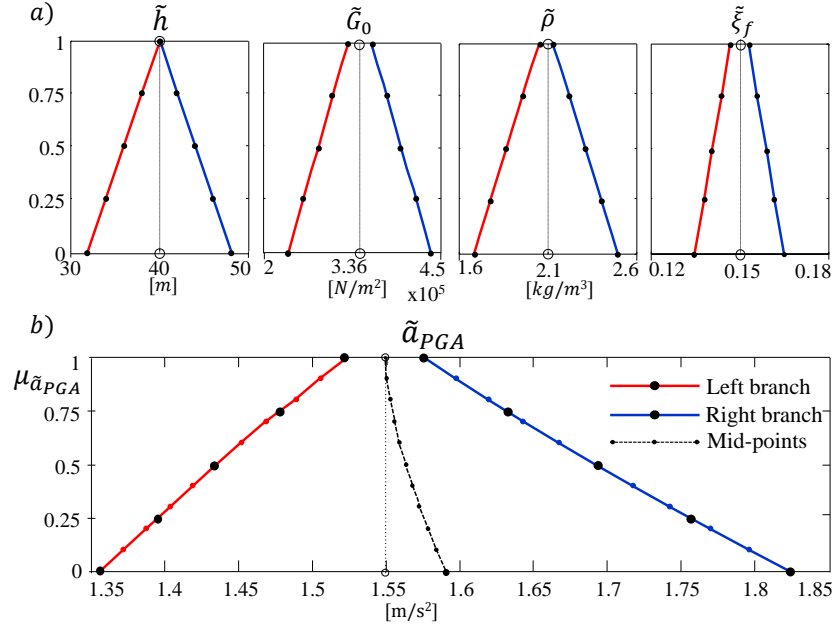 a)
h̃ G̃₀ ρ̃ ξ̃_f
1
0.75
0.5
0.25
0
30 40 50 2 3.36 4.5 1.6 2.1 2.6 0.12 0.15 0.18
[m] [N/m²] x10⁵ [kg/m³]
b)
ã_PGA
μ_ã_PGA
1
0.75
0.5
0.25
0
Left branch
Right branch
Mid-points
1.35 1.4 1.45 1.5 1.55 1.6 1.65 1.7 1.75 1.8 1.85
[m/s²]